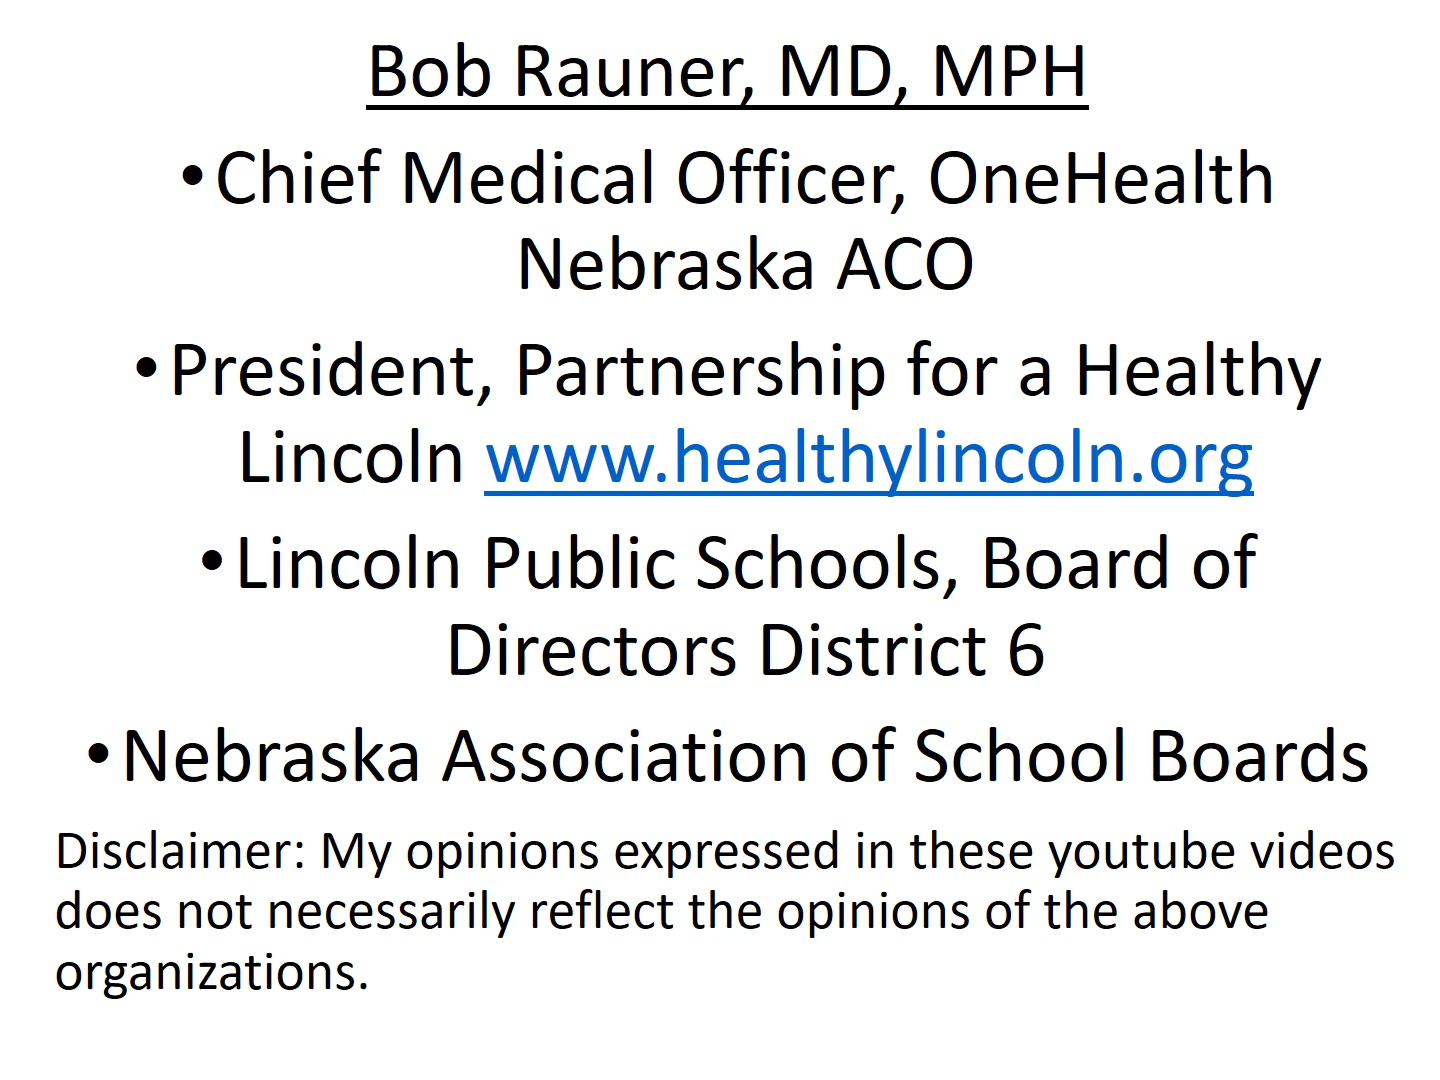 Bob Rauner, MD, MPH
•Chief Medical Officer, OneHealth
Nebraska ACO
•President, Partnership for a Healthy
Lincoln www.healthylincoln.org
•Lincoln Public Schools, Board of
Directors District 6
•Nebraska Association of School Boards
Disclaimer: My opinions expressed in these youtube videos
does not necessarily reflect the opinions of the above
organizations.